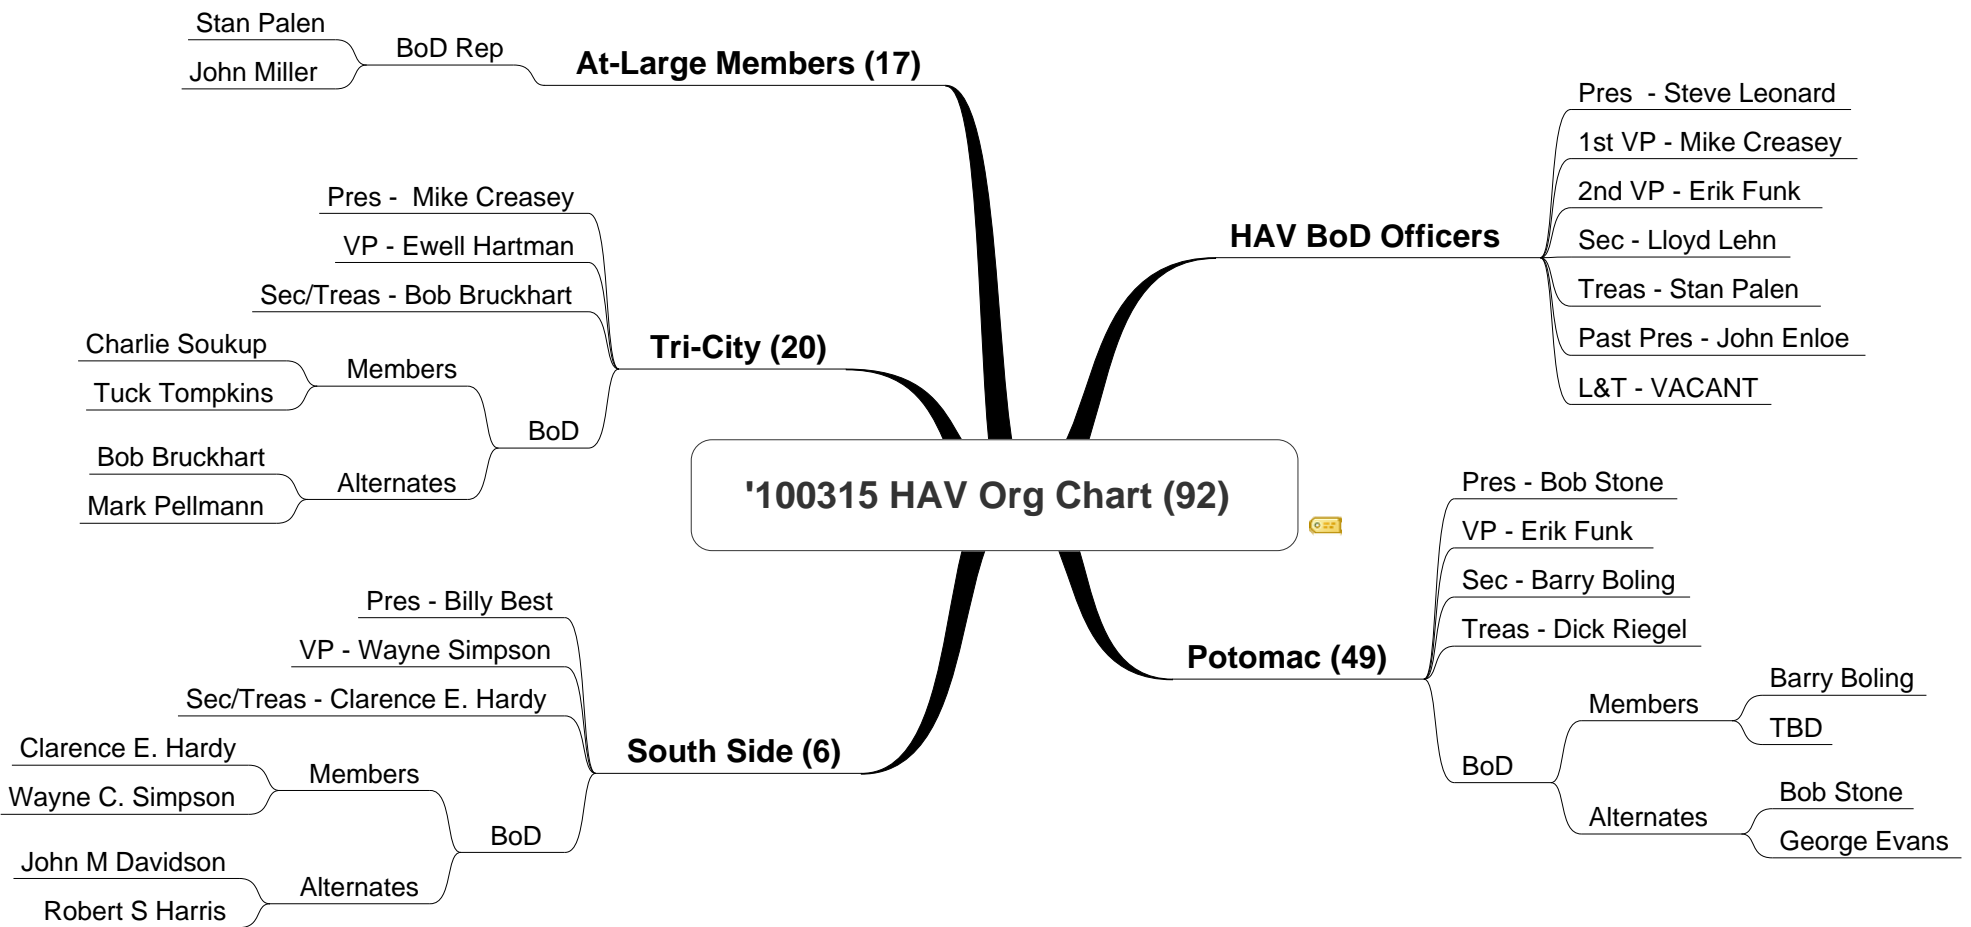 Stan Palen
John Miller
BoD Rep
At-Large Members (17)
Pres -  Mike Creasey
VP - Ewell Hartman
Sec/Treas - Bob Bruckhart
Charlie Soukup
Tuck Tompkins
Members
Bob Bruckhart
Mark Pellmann
Alternates
BoD
Tri-City (20)
Pres - Billy Best
VP - Wayne Simpson
Sec/Treas - Clarence E. Hardy
Clarence E. Hardy
Wayne C. Simpson
Members
John M Davidson
Robert S Harris
Alternates
BoD
South Side (6)
'100315 HAV Org Chart (92)
HAV BoD Officers
Pres  - Steve Leonard
1st VP - Mike Creasey
2nd VP - Erik Funk
Sec - Lloyd Lehn
Treas - Stan Palen
Past Pres - John Enloe
L&T - VACANT
Potomac (49)
Pres - Bob Stone
VP - Erik Funk
Sec - Barry Boling
Treas - Dick Riegel
BoD
Members
Barry Boling
TBD
Alternates
Bob Stone
George Evans